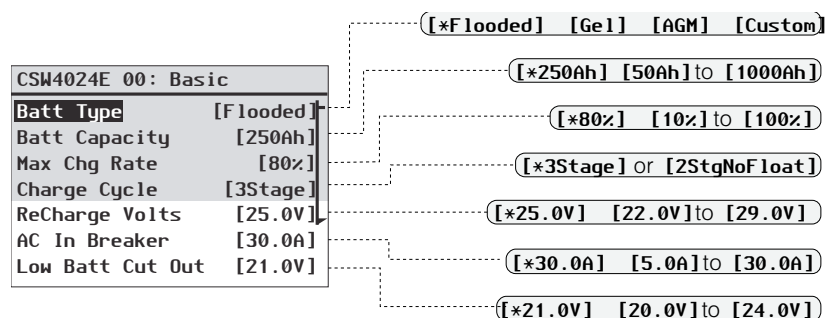 [*Flooded] [Gel] [AGM] [Custom]
CSW4024E 00: Basic
[*250Ah] [50Ah] to [1000Ah]
Batt Type [Flooded]
Batt Capacity [250Ah]
[*80%] [10%] to [100%]
Max Chg Rate [80%]
[*3Stage] or [2StgNoFloat]
Charge Cycle [3Stage]
ReCharge Volts [25.0V]
[*25.0V] [22.0V] to [29.0V]
AC In Breaker [30.0A]
[*30.0A] [5.0A] to [30.0A]
Low Batt Cut Out [21.0V]
[*21.0V] [20.0V] to [24.0V]